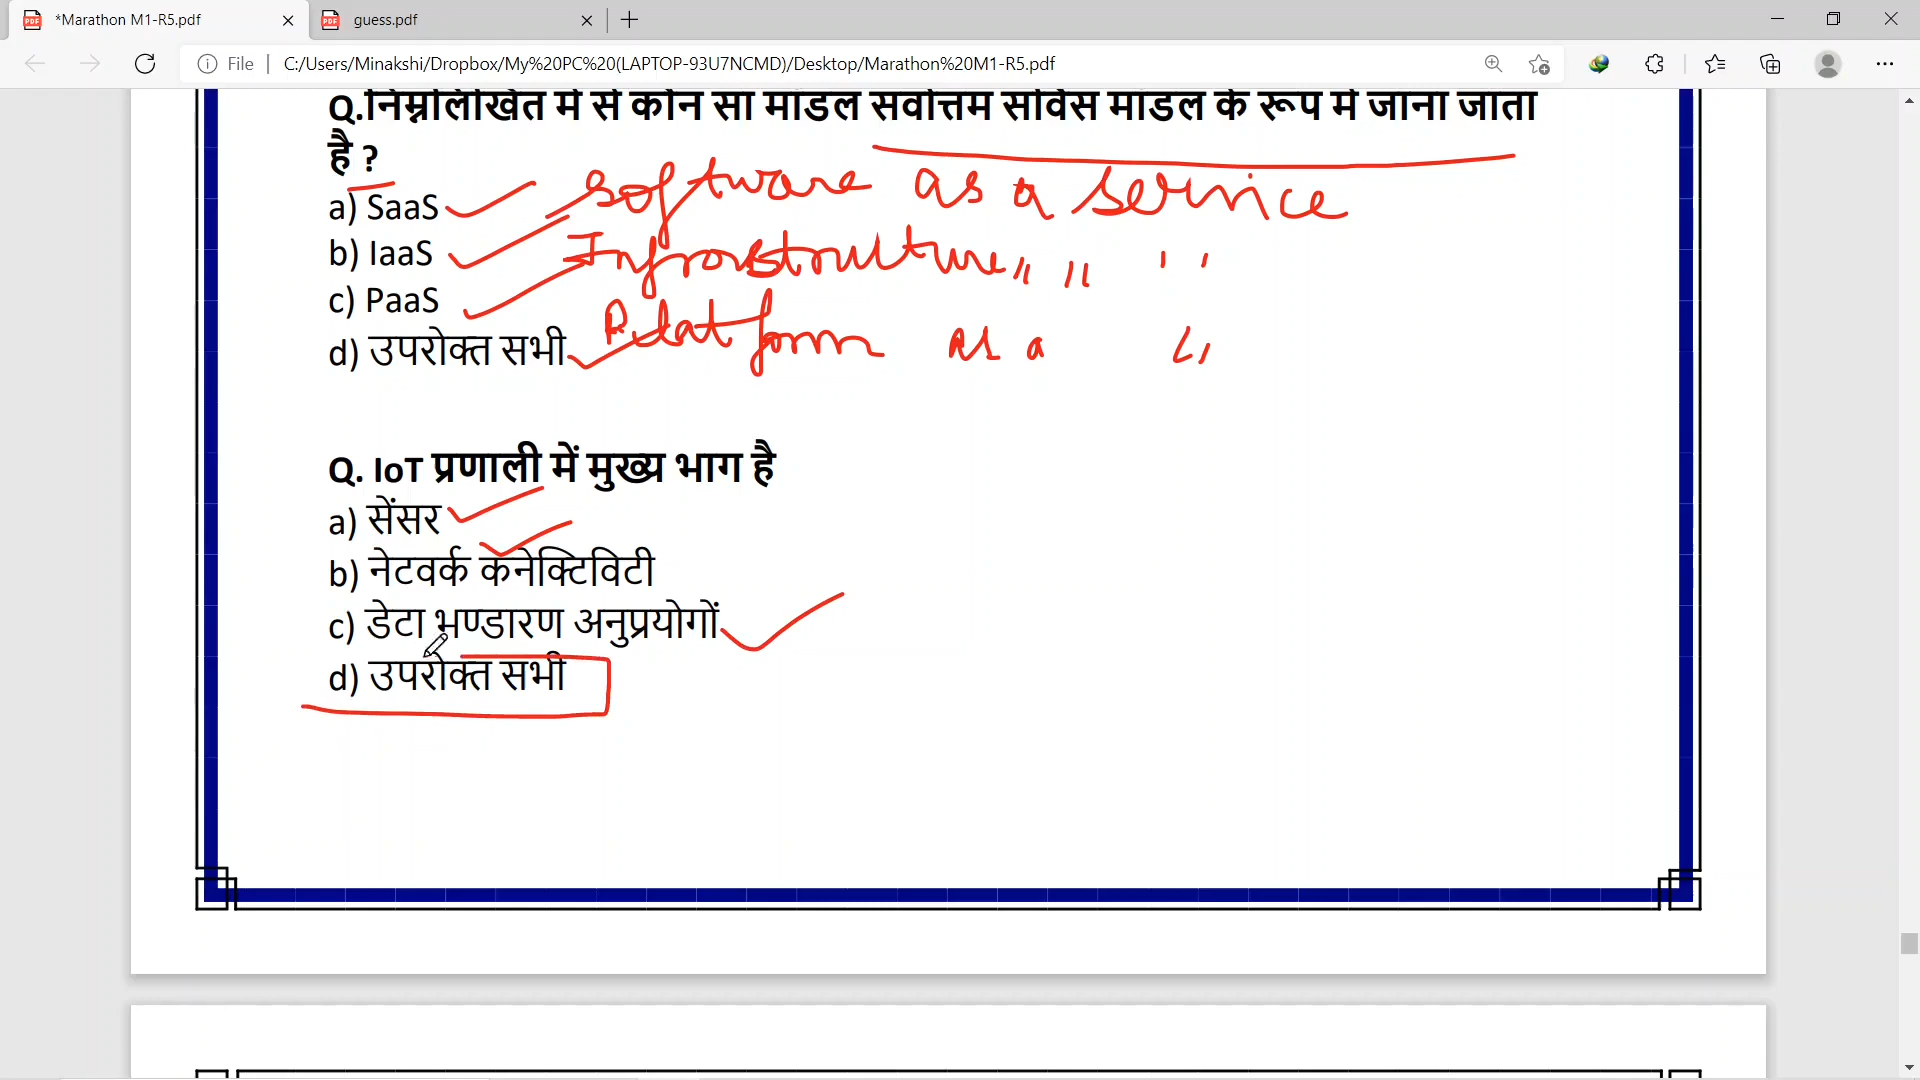 *Marathon M1-R5.pdf
guess.pdf
File
C:/Users/Minakshi/Dropbox/My%20PC%20(LAPTOP-93U7NCMD)/Desktop/Marathon%20M1-R5.pdf
Q.निम्नलिखित में से कौन सा मॉडल सर्वोत्तम सर्विस मॉडल के रूप में जाना जाता
है ?
a) SaaS Software as a service
b) IaaS Infrastructure " " ' '
c) PaaS
d) उपरोक्त सभी Platform as a "
Q. IoT प्रणाली में मुख्य भाग है
a) सेंसर
b) नेटवर्क कनेक्टिविटी
c) डेटा भण्डारण अनुप्रयोगों
d) उपरोक्त सभी